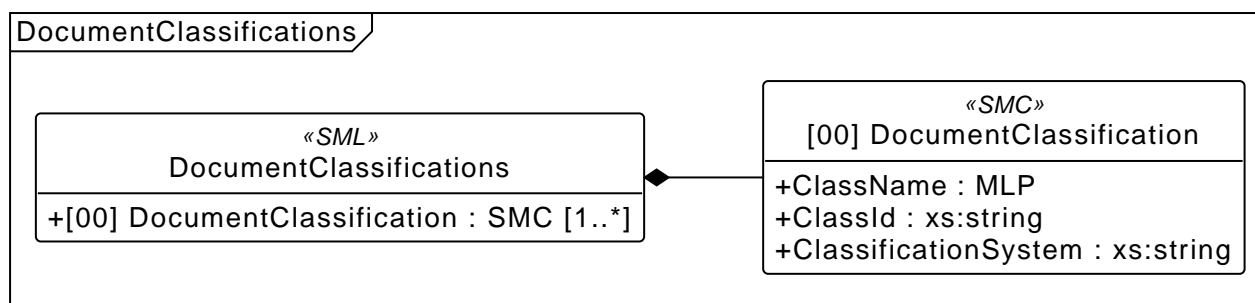 DocumentClassifications
«SML»
DocumentClassifications
+[00] DocumentClassification : SMC [1..*]
«SMC»
[00] DocumentClassification
+ClassName : MLP
+ClassId : xs:string
+ClassificationSystem : xs:string